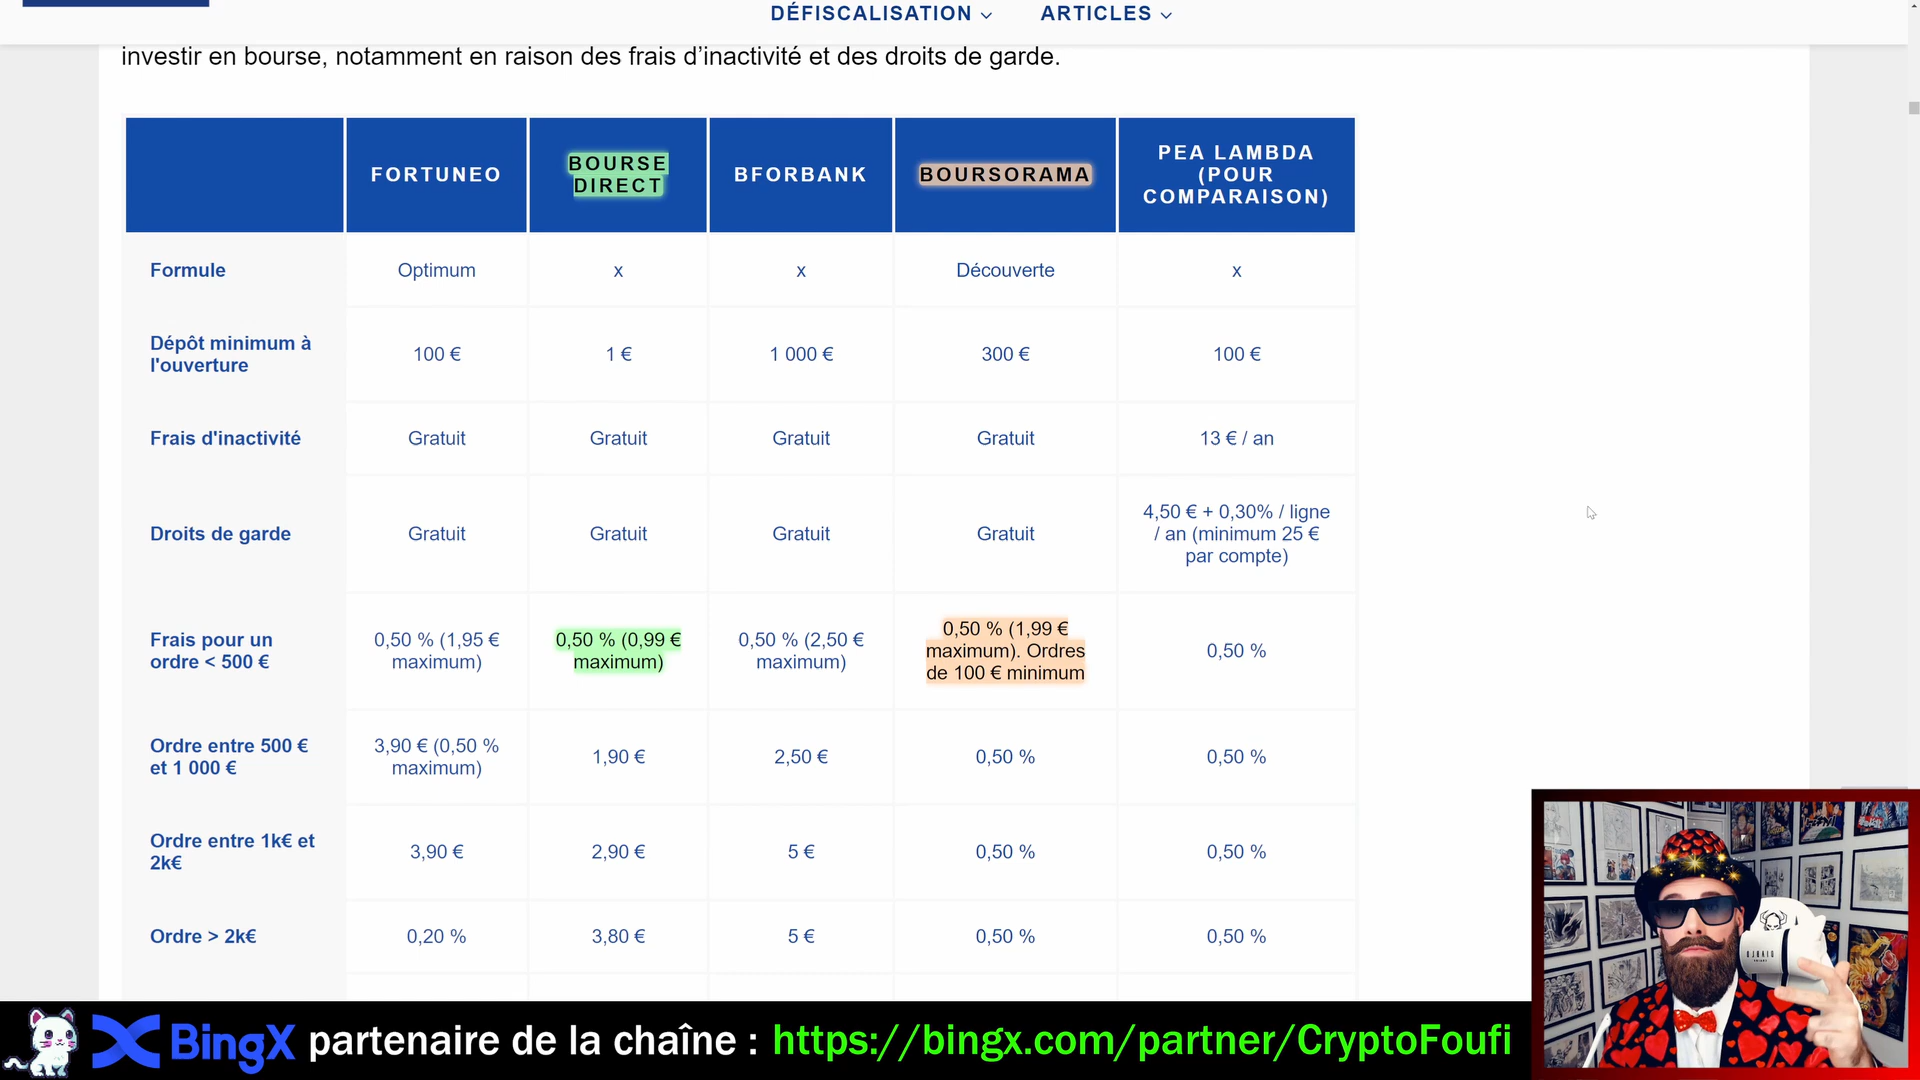 DÉFISCALISATION
ARTICLES
investir en bourse, notamment en raison des frais d’inactivité et des droits de garde.
FORTUNEO
BOURSE
DIRECT
BFORBANK
BOURSORAMA
PEA LAMBDA
(POUR
COMPARAISON)
Formule
Optimum
x
x
Découverte
x
Dépôt minimum à
l'ouverture
100 €
1 €
1 000 €
300 €
100 €
Frais d'inactivité
Gratuit
Gratuit
Gratuit
Gratuit
13 € / an
Droits de garde
Gratuit
Gratuit
Gratuit
Gratuit
4,50 € + 0,30% / ligne
/ an (minimum 25 €
par compte)
Frais pour un
ordre < 500 €
0,50 % (1,95 €
maximum)
0,50 % (0,99 €
maximum)
0,50 % (2,50 €
maximum)
0,50 % (1,99 €
maximum). Ordres
de 100 € minimum
0,50 %
Ordre entre 500 €
et 1 000 €
3,90 € (0,50 %
maximum)
1,90 €
2,50 €
0,50 %
0,50 %
Ordre entre 1k€ et
2k€
3,90 €
2,90 €
5 €
0,50 %
0,50 %
Ordre > 2k€
0,20 %
3,80 €
5 €
0,50 %
0,50 %
BingX partenaire de la chaîne : https://bingx.com/partner/CryptoFoufi